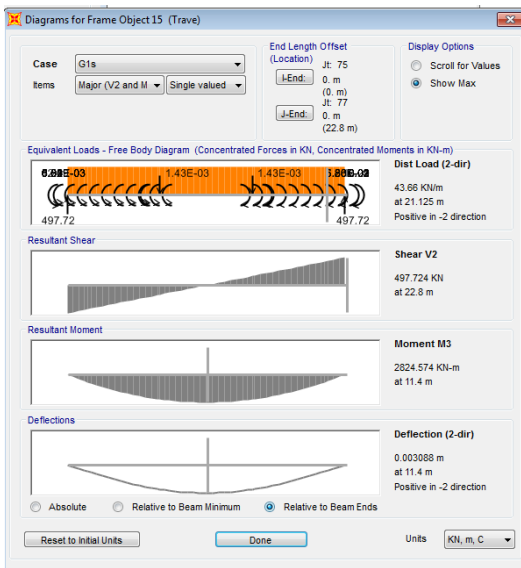 Diagrams for Frame Object 15 (Trave)
Case G1s
Items Major (V2 and M Single valued
End Length Offset
(Location)
I-End: Jt: 75
0. m
(0. m)
J-End: Jt: 77
0. m
(22.8 m)
Display Options
Scroll for Values
Show Max
Equivalent Loads - Free Body Diagram (Concentrated Forces in KN, Concentrated Moments in KN-m)
1.43E-03 1.43E-03
497.72 497.72
Dist Load (2-dir)
43.66 KN/m
at 21.125 m
Positive in -2 direction
Resultant Shear
Shear V2
497.724 KN
at 22.8 m
Resultant Moment
Moment M3
2824.574 KN-m
at 11.4 m
Deflections
Deflection (2-dir)
0.003088 m
at 11.4 m
Positive in -2 direction
Absolute Relative to Beam Minimum Relative to Beam Ends
Reset to Initial Units Done Units KN, m, C